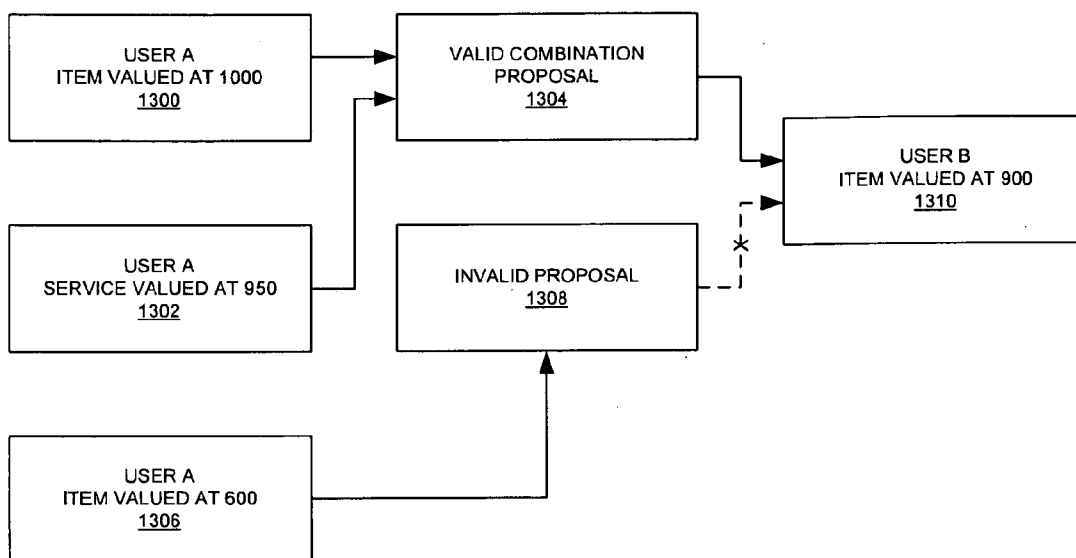 USER A
ITEM VALUED AT 1000
1300
VALID COMBINATION
PROPOSAL
1304
USER B
ITEM VALUED AT 900
1310
USER A
SERVICE VALUED AT 950
1302
INVALID PROPOSAL
1308
USER A
ITEM VALUED AT 600
1306